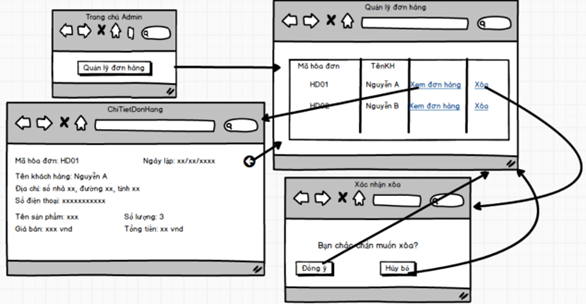 Trang chủ Admin
Quản lý đơn hàng
Quản lý đơn hàng
Mã hóa đơn TênKH
HD01 Nguyễn A Xem đơn hàng Xóa
HD02 Nguyễn B Xem đơn hàng Xóa
ChiTietDonHang
Mã hóa đơn: HD01 Ngày lập: xx/xx/xxxx
Tên khách hàng: Nguyễn A
Địa chỉ: số nhà xx, đường xx, tỉnh xx
Số điện thoại: xxxxxxxxxxx
Tên sản phẩm: xxx Số lượng: 3
Giá bán: xxx vnd Tổng tiền: xx vnd
Xác nhận xóa
Bạn chắc chắn muốn xóa?
Đồng ý Hủy bỏ